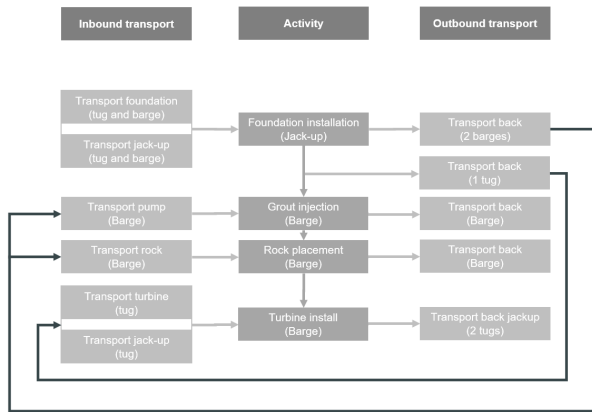 Inbound transport
Activity
Outbound transport
Transport foundation
(tug and barge)
Transport jack-up
(tug and barge)
Foundation installation
(Jack-up)
Transport back
(2 barges)
Transport back
(1 tug)
Transport pump
(Barge)
Grout injection
(Barge)
Transport back
(Barge)
Transport rock
(Barge)
Rock placement
(Barge)
Transport back
(Barge)
Transport turbine
(tug)
Transport jack-up
(tug)
Turbine install
(Barge)
Transport back jackup
(2 tugs)